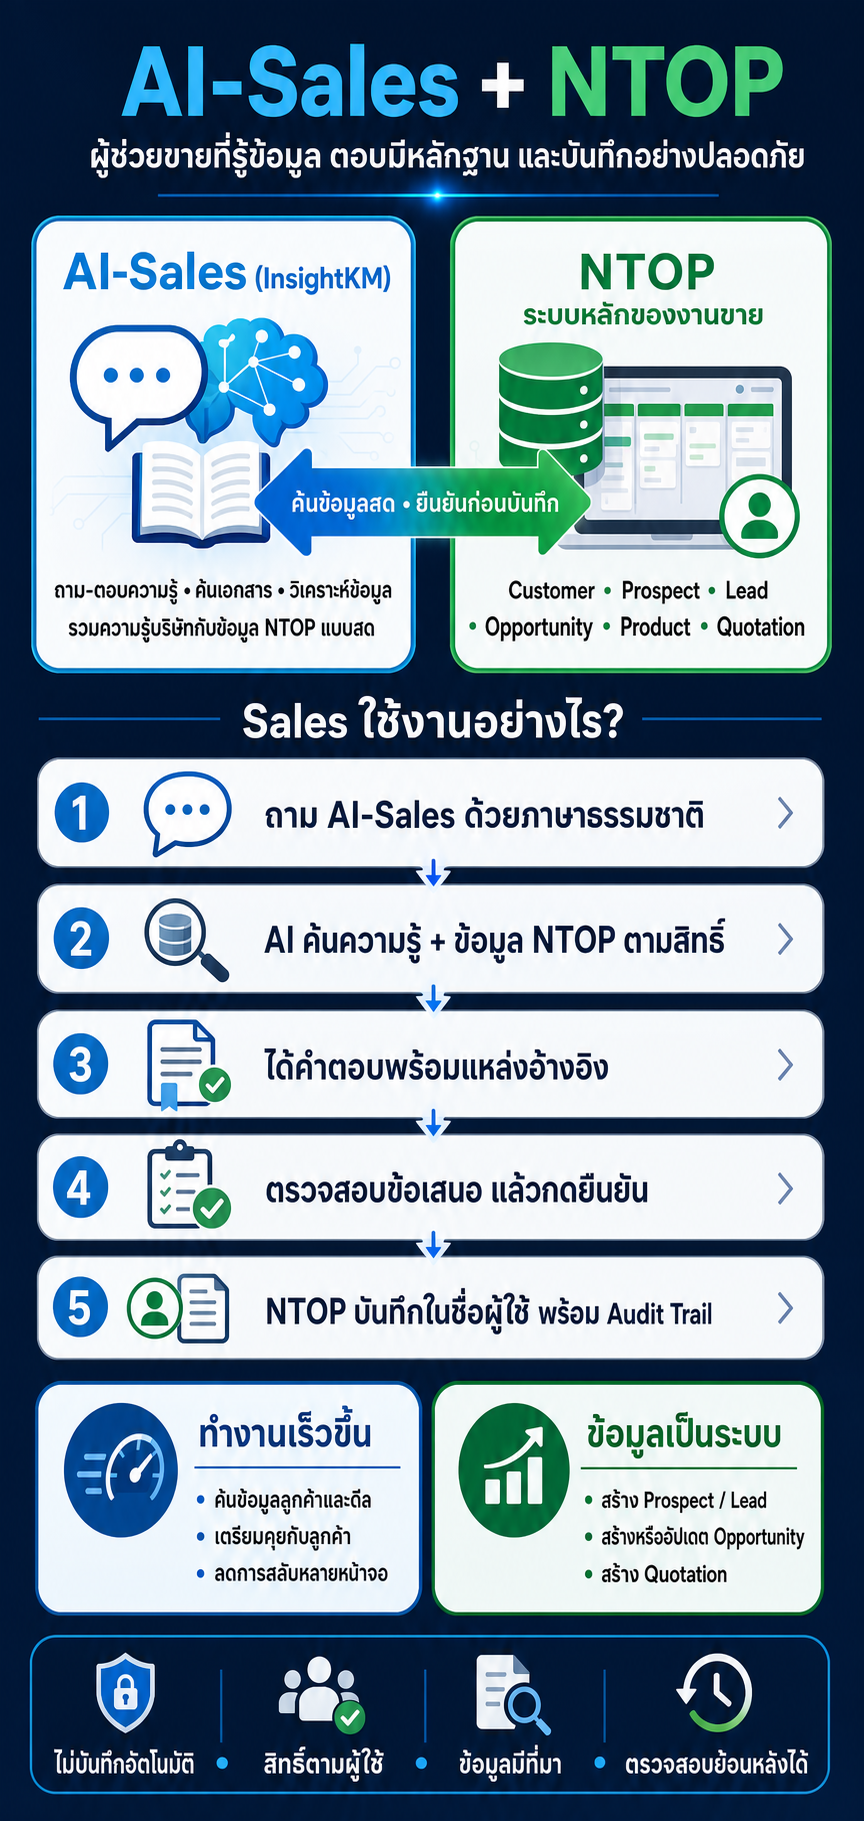 AI-Sales + NTOP
ผู้ช่วยขายที่รู้ข้อมูล ตอบมีหลักฐาน และบันทึกอย่างปลอดภัย
AI-Sales (InsightKM)
ถาม-ตอบความรู้ • ค้นเอกสาร • วิเคราะห์ข้อมูล
รวมความรู้บริษัทกับข้อมูล NTOP แบบสด
ค้นข้อมูลสด • ยืนยันก่อนบันทึก
NTOP
ระบบหลักของงานขาย
Customer • Prospect • Lead
• Opportunity • Product • Quotation
Sales ใช้งานอย่างไร?
1 ถาม AI-Sales ด้วยภาษาธรรมชาติ
2 AI ค้นความรู้ + ข้อมูล NTOP ตามสิทธิ์
3 ได้คำตอบพร้อมแหล่งอ้างอิง
4 ตรวจสอบข้อเสนอ แล้วกดยืนยัน
5 NTOP บันทึกในชื่อผู้ใช้ พร้อม Audit Trail
ทำงานเร็วขึ้น
• ค้นข้อมูลลูกค้าและดีล
• เตรียมคุยกับลูกค้า
• ลดการสลับหลายหน้าจอ
ข้อมูลเป็นระบบ
• สร้าง Prospect / Lead
• สร้างหรืออัปเดต Opportunity
• สร้าง Quotation
ไม่บันทึกอัตโนมัติ • สิทธิ์ตามผู้ใช้ • ข้อมูลมีที่มา • ตรวจสอบย้อนหลังได้